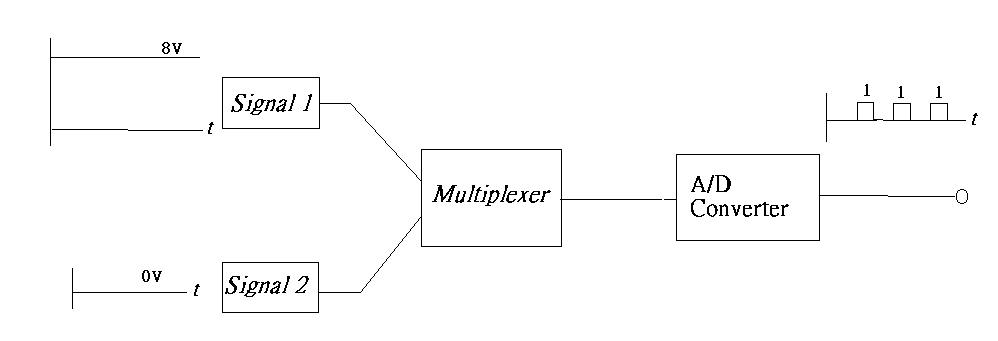 8V
t
Signal 1
1 1 1
t
Multiplexer
A/D
Converter
0V
t
Signal 2